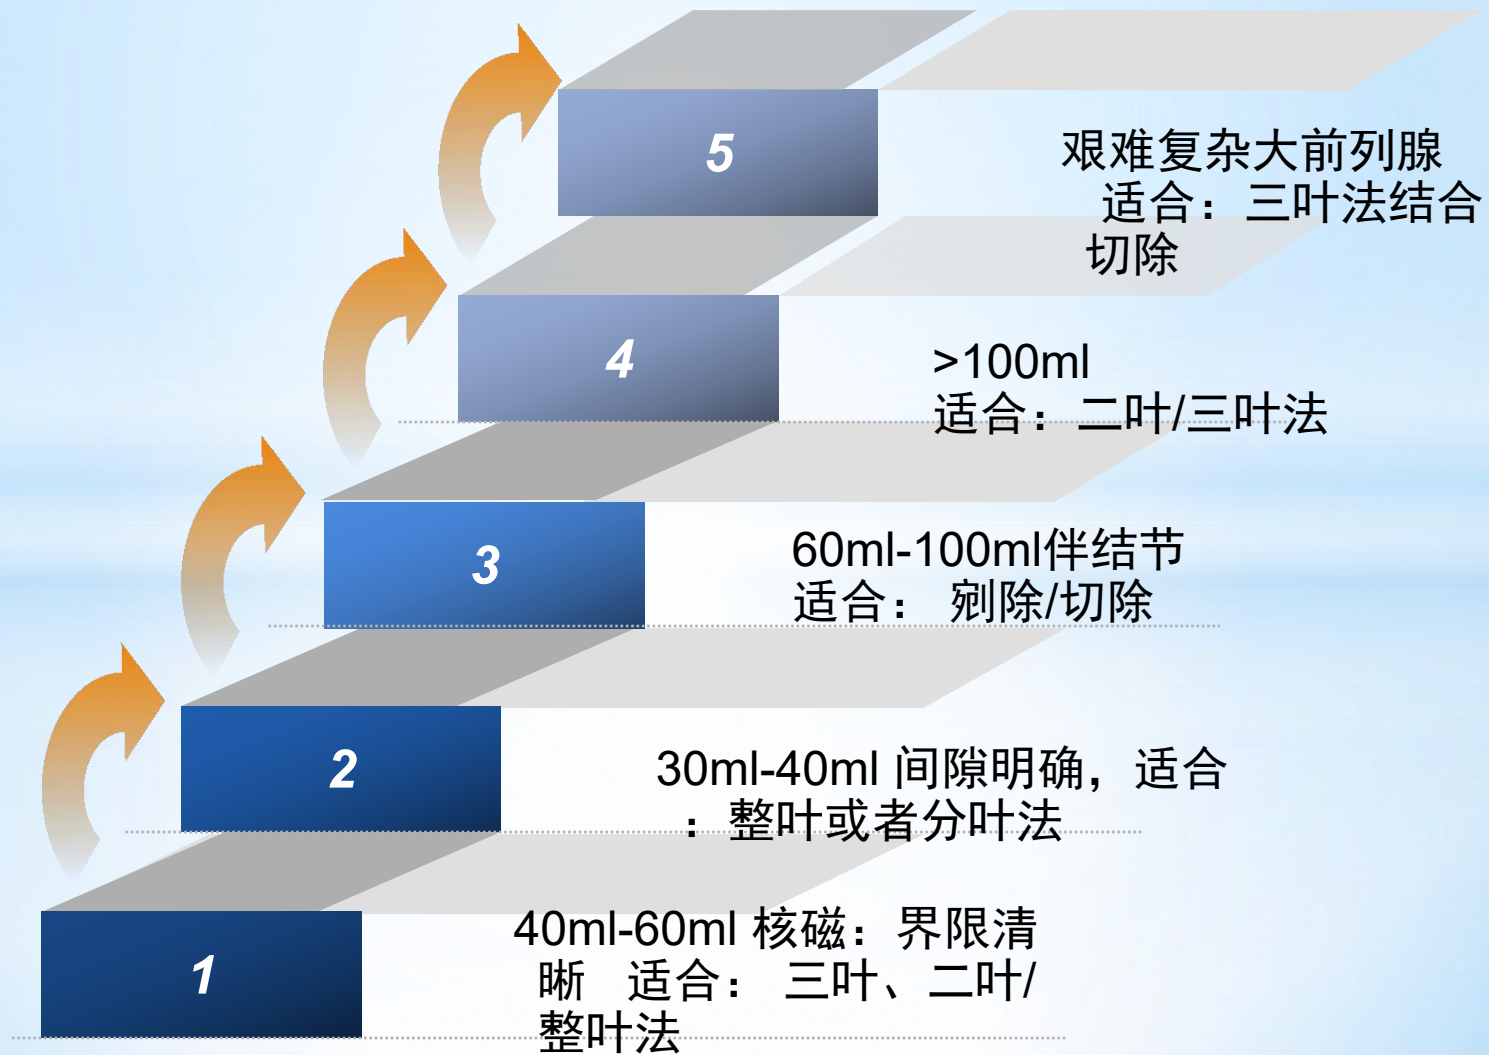 5
艰难复杂大前列腺
适合：三叶法结合
切除
4
>100ml
适合：二叶/三叶法
3
60ml-100ml伴结节
适合： 剜除/切除
2
30ml-40ml 间隙明确，适合
：整叶或者分叶法
1
40ml-60ml 核磁：界限清
晰 适合： 三叶、二叶/
整叶法